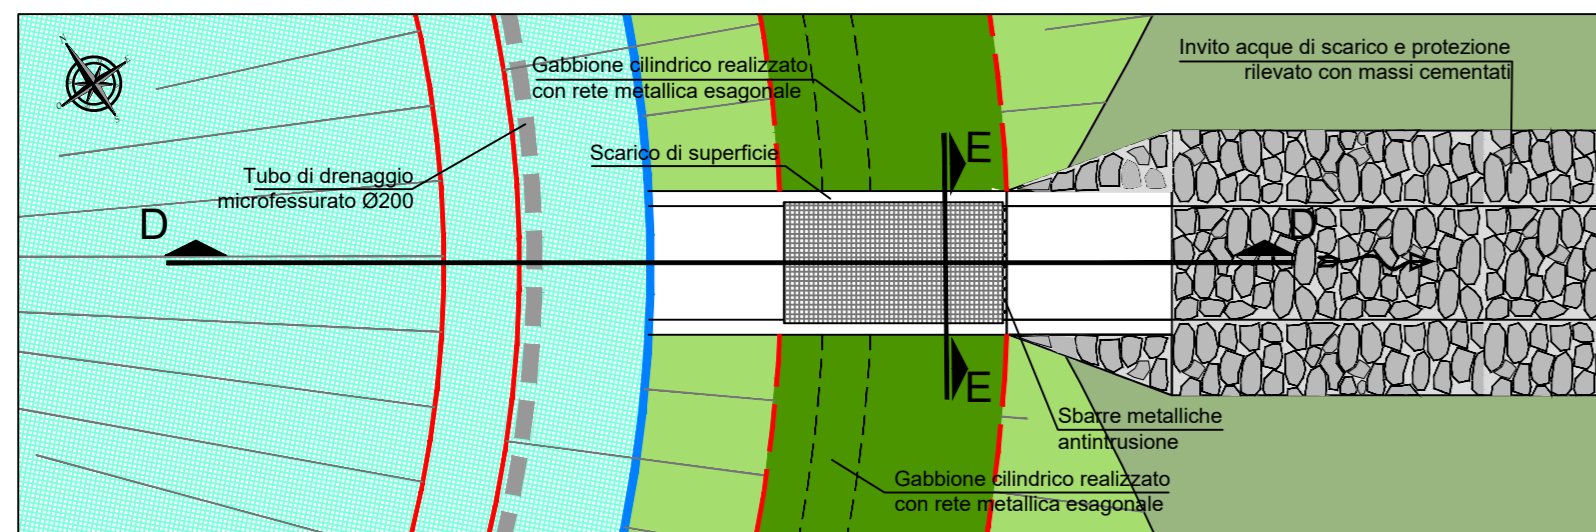 Invito acque di scarico e protezione
rilevato con massi cementati
Gabbione cilindrico realizzato
con rete metallica esagonale
Scarico di superficie
E
Tubo di drenaggio
microfessurato Ø200
D
D
E
Sbarre metalliche
antintrusione
Gabbione cilindrico realizzato
con rete metallica esagonale